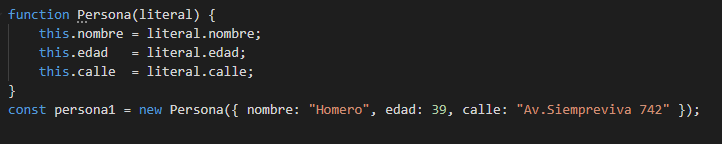 function Persona(literal) {
    this.nombre = literal.nombre;
    this.edad   = literal.edad;
    this.calle  = literal.calle;
}
const persona1 = new Persona({ nombre: "Homero", edad: 39, calle: "Av.Siempreviva 742" });